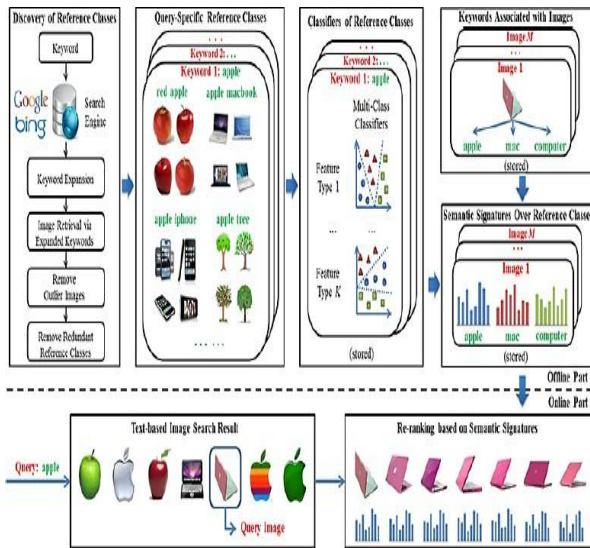 Discovery of Reference Classes
Keyword
Google
bing
Search
Engine
Keyword Expansion
Image Retrieval via
Expanded Keywords
Remove
Outlier Images
Remove Redundant
Reference Classes
Query-Specific Reference Classes
. . .
Keyword 2: . . .
Keyword 1: apple
red apple
apple macbook
apple iphone
apple tree
... ...
Classifiers of Reference Classes
. . .
Keyword 2: . . .
Keyword 1: apple
Multi-Class
Classifiers
Feature
Type 1
... ...
Feature
Type K
(stored)
Keywords Associated with Images
Image M
. . .
Image 1
apple mac computer
(stored)
Semantic Signatures Over Reference Classes
Image M
. . .
Image 1
apple mac computer
(stored)
Offline Part
Online Part
Text-based Image Search Result
Query: apple
Query Image
Re-ranking based on Semantic Signatures